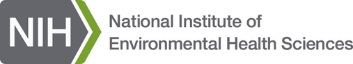 NIH National Institute of
Environmental Health Sciences